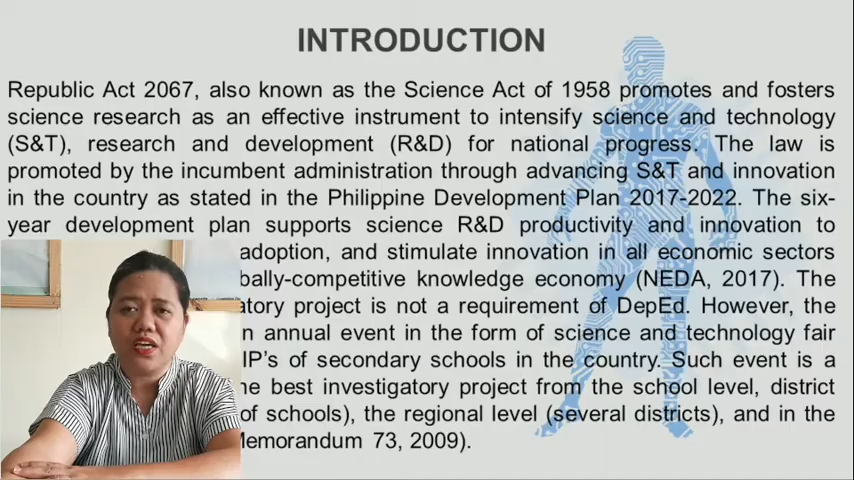 INTRODUCTION
Republic Act 2067, also known as the Science Act of 1958 promotes and fosters
science research as an effective instrument to intensify science and technology
(S&T), research and development (R&D) for national progress. The law is
promoted by the incumbent administration through advancing S&T and innovation
in the country as stated in the Philippine Development Plan 2017-2022. The six-
year development plan supports science R&D productivity and innovation to
adoption, and stimulate innovation in all economic sectors
bally-competitive knowledge economy (NEDA, 2017). The
atory project is not a requirement of DepEd. However, the
n annual event in the form of science and technology fair
IP's of secondary schools in the country. Such event is a
he best investigatory project from the school level, district
of schools), the regional level (several districts), and in the
Memorandum 73, 2009).